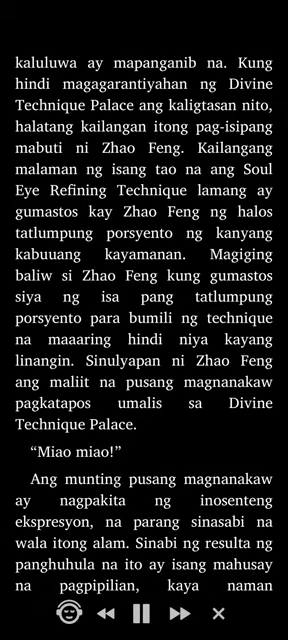 kaluluwa ay mapanganib na. Kung
hindi magagarantiyahan ng Divine
Technique Palace ang kaligtasan nito,
halatang kailangan itong pag-isipang
mabuti ni Zhao Feng. Kailangang
malaman ng isang tao na ang Soul
Eye Refining Technique lamang ay
gumastos kay Zhao Feng ng halos
tatlumpung porsyento ng kanyang
kabuuang kayamanan. Magiging
baliw si Zhao Feng kung gumastos
siya ng isa pang tatlumpung
porsyento para bumili ng technique
na maaaring hindi niya kayang
linangin. Sinulyapan ni Zhao Feng
ang maliit na pusang magnanakaw
pagkatapos umalis sa Divine
Technique Palace.
“Miao miao!”
Ang munting pusang magnanakaw
ay nagpakita ng inosenteng
ekspresyon, na parang sinasabi na
wala itong alam. Sinabi ng resulta ng
panghuhula na ito ay isang mahusay
na pagpipilian, kaya naman